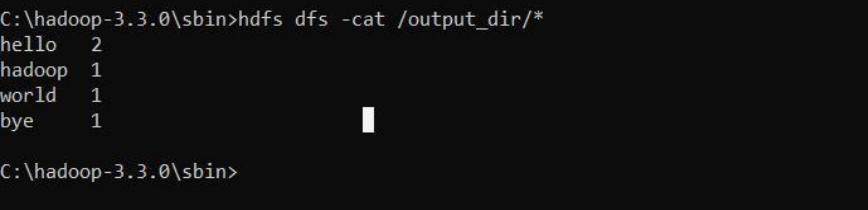 C:\hadoop-3.3.0\sbin>hdfs dfs -cat /output_dir/*
hello 2
hadoop 1
world 1
bye 1
C:\hadoop-3.3.0\sbin>